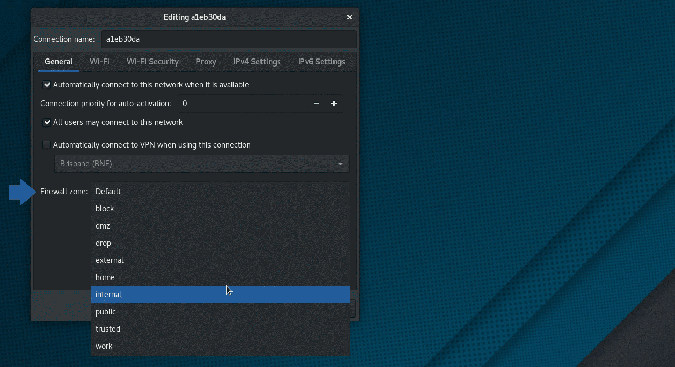 Editing a1eb30da
Connection name: a1eb30da
General Wi-Fi Wi-Fi Security Proxy IPv4 Settings IPv6 Settings
Automatically connect to this network when it is available
Connection priority for auto-activation: 0
All users may connect to this network
Automatically connect to VPN when using this connection
Brisbane (BNE)
Firewall zone: Default
block
dmz
drop
external
home
internal
public
trusted
work